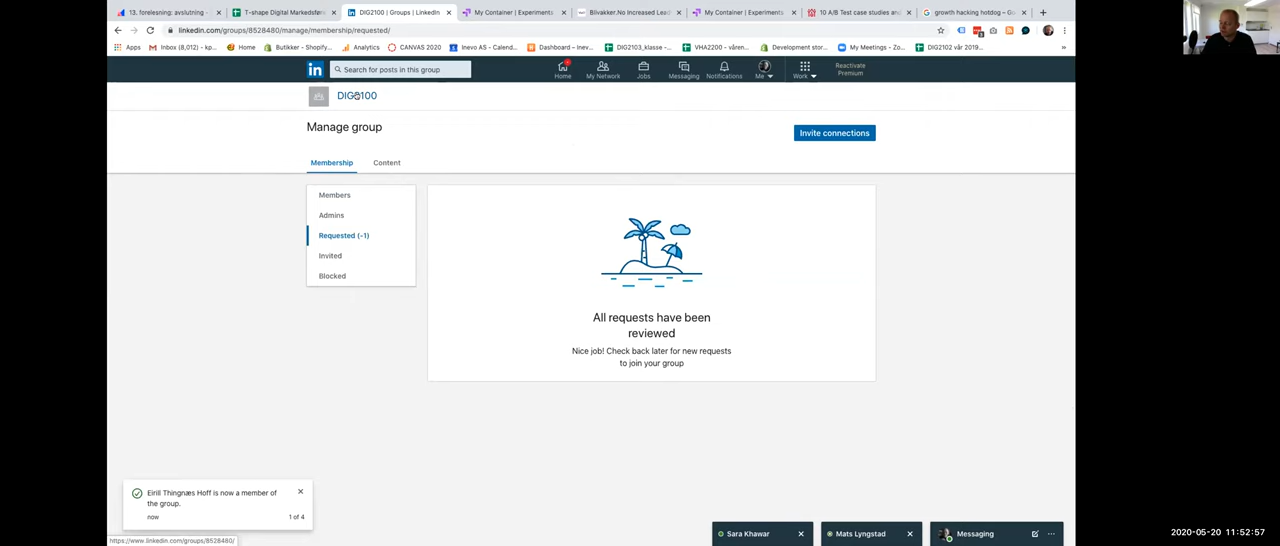 13. forelesning: avslutning -
T-shape Digital Markedsføre
DIG2100 | Groups | LinkedIn
My Container | Experiments
Blivakker.No Increased Lead
My Container | Experiments
10 A/B Test case studies and
growth hacking hotdog – Go
linkedin.com/groups/8528480/manage/membership/requested/
Apps
Inbox (8,012) - kp...
Home
Butikker - Shopify...
Analytics
CANVAS 2020
Inevo AS - Calend...
Dashboard – Inev...
DIG2103_klasse -...
VHA2200 - våren...
Development stor...
My Meetings - Zo...
DIG2102 vår 2019...
in
Search for posts in this group
Home
My Network
Jobs
Messaging
Notifications
Me
Work
Reactivate
Premium
DIG2100
Manage group
Invite connections
Membership
Content
Members
Admins
Requested (-1)
Invited
Blocked
All requests have been
reviewed
Nice job! Check back later for new requests
to join your group
Eirill Thingnæs Hoff is now a member of
the group.
now
1 of 4
https://www.linkedin.com/groups/8528480/
Sara Khawar
Mats Lyngstad
Messaging
2020-05-20 11:52:57